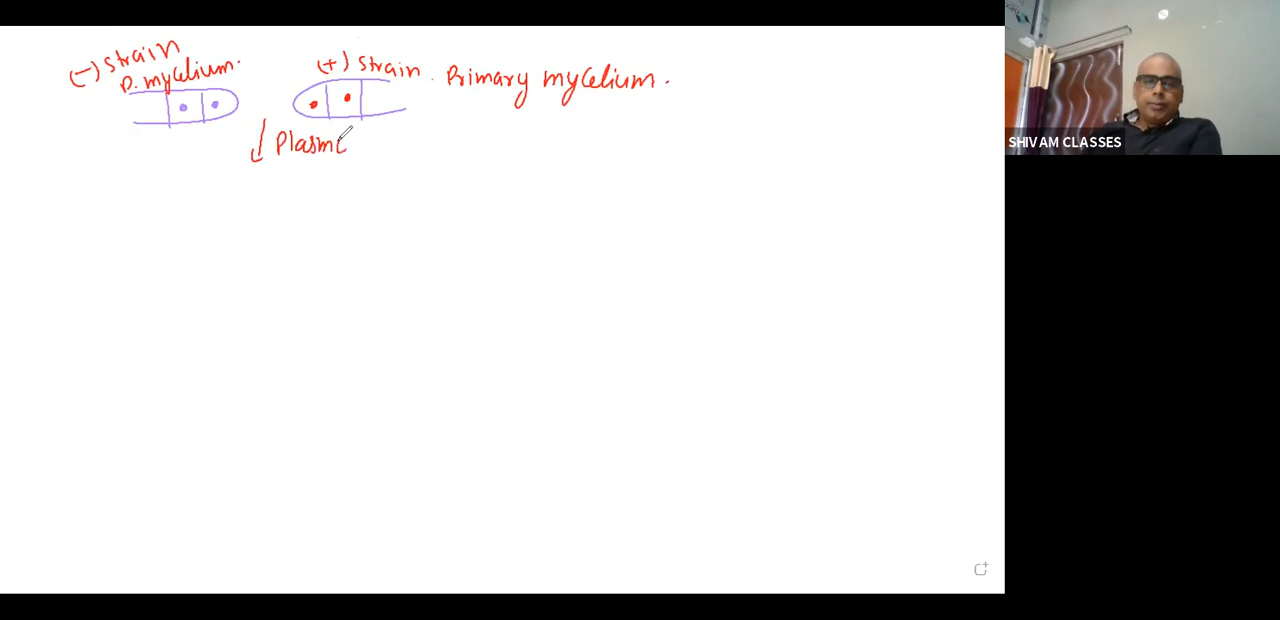 (-) Strain
P. mycelium.
(+) Strain. Primary mycelium.
↓ Plasm
SHIVAM CLASSES